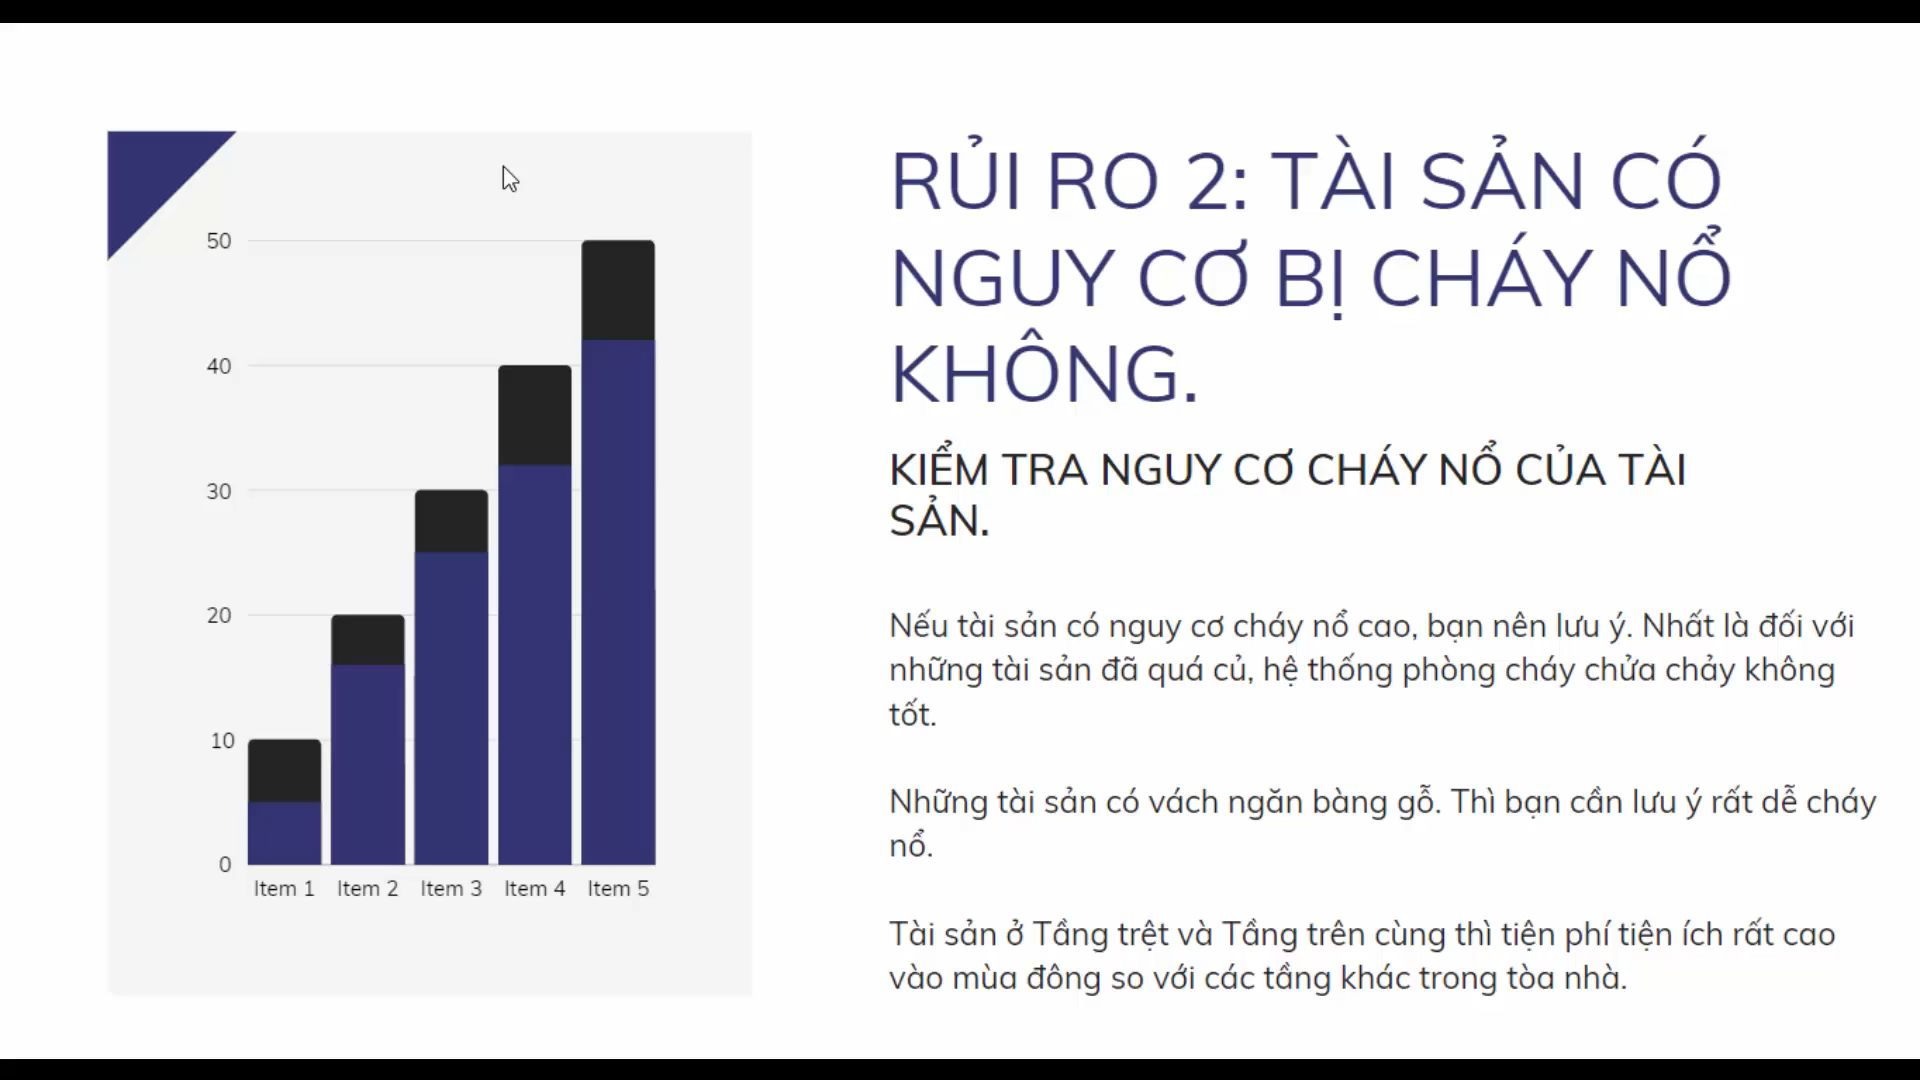 50
40
30
20
10
0
Item 1 Item 2 Item 3 Item 4 Item 5
RỦI RO 2: TÀI SẢN CÓ
NGUY CƠ BỊ CHÁY NỔ
KHÔNG.
KIỂM TRA NGUY CƠ CHÁY NỔ CỦA TÀI
SẢN.
Nếu tài sản có nguy cơ cháy nổ cao, bạn nên lưu ý. Nhất là đối với
những tài sản đã quá củ, hệ thống phòng cháy chửa chảy không
tốt.
Những tài sản có vách ngăn bàng gỗ. Thì bạn cần lưu ý rất dễ cháy
nổ.
Tài sản ở Tầng trệt và Tầng trên cùng thì tiện phí tiện ích rất cao
vào mùa đông so với các tầng khác trong tòa nhà.